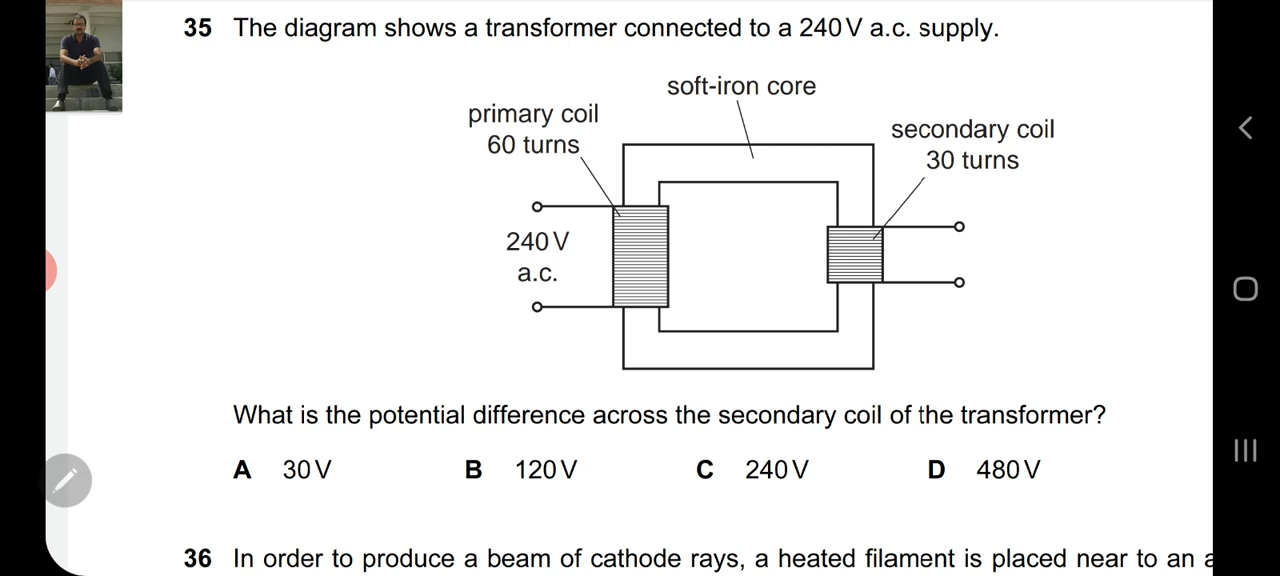 35 The diagram shows a transformer connected to a 240 V a.c. supply.
soft-iron core
primary coil
60 turns
secondary coil
30 turns
240 V
a.c.
What is the potential difference across the secondary coil of the transformer?
A 30 V B 120 V C 240 V D 480 V
36 In order to produce a beam of cathode rays, a heated filament is placed near to an a